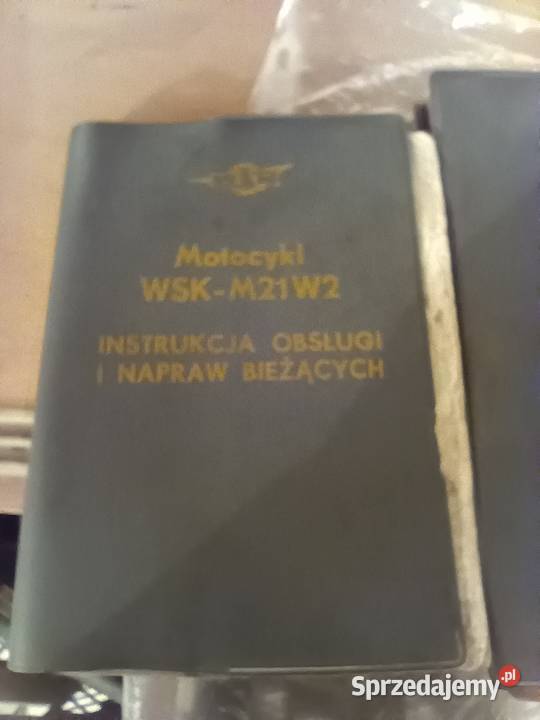 Motocykl
WSK-M21W2
INSTRUKCJA OBSŁUGI
I NAPRAW BIEŻĄCYCH
Sprzedajemy.pl